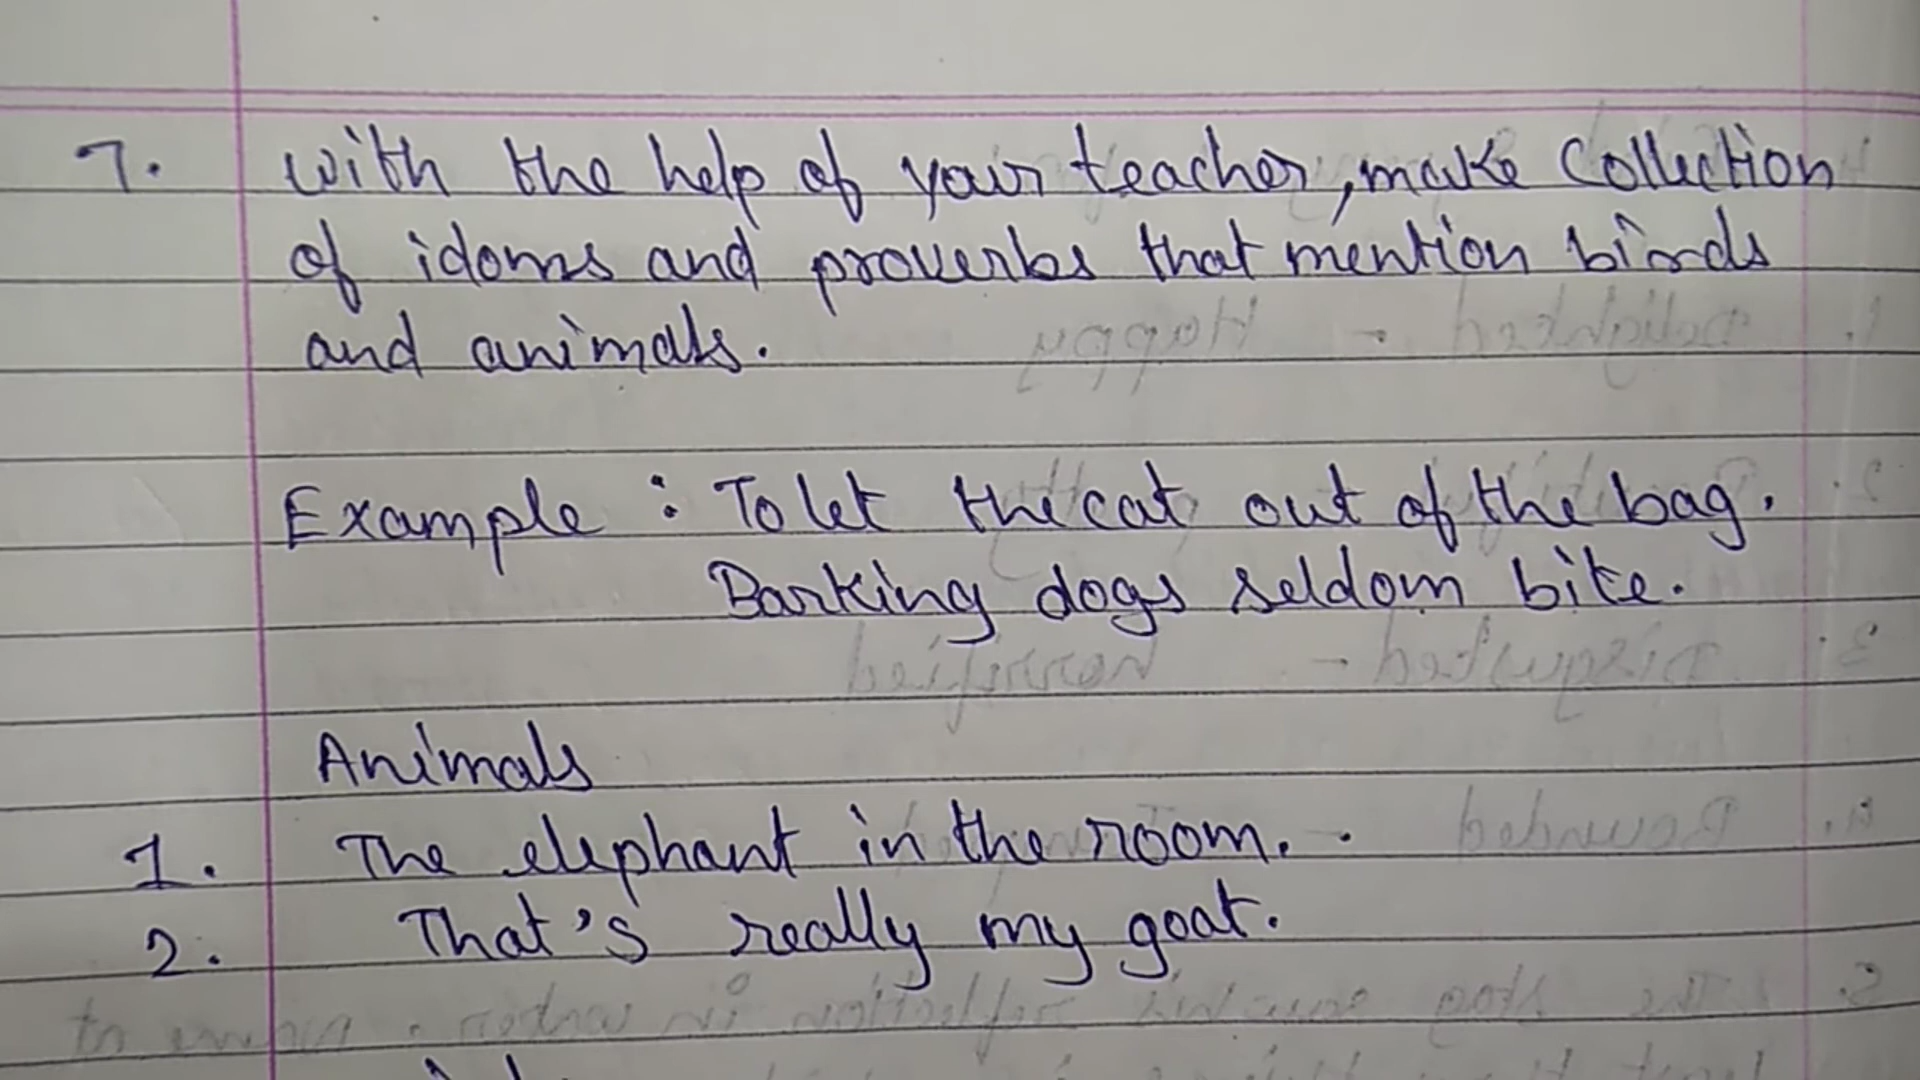 7. with the help of your teacher, make Collection
of idoms and proverbs that mention birds
and animals.
Example : To let the cat out of the bag.
Barking dogs seldom bite.
Animals
1. The elephant in the room.
2. That's really my goat.